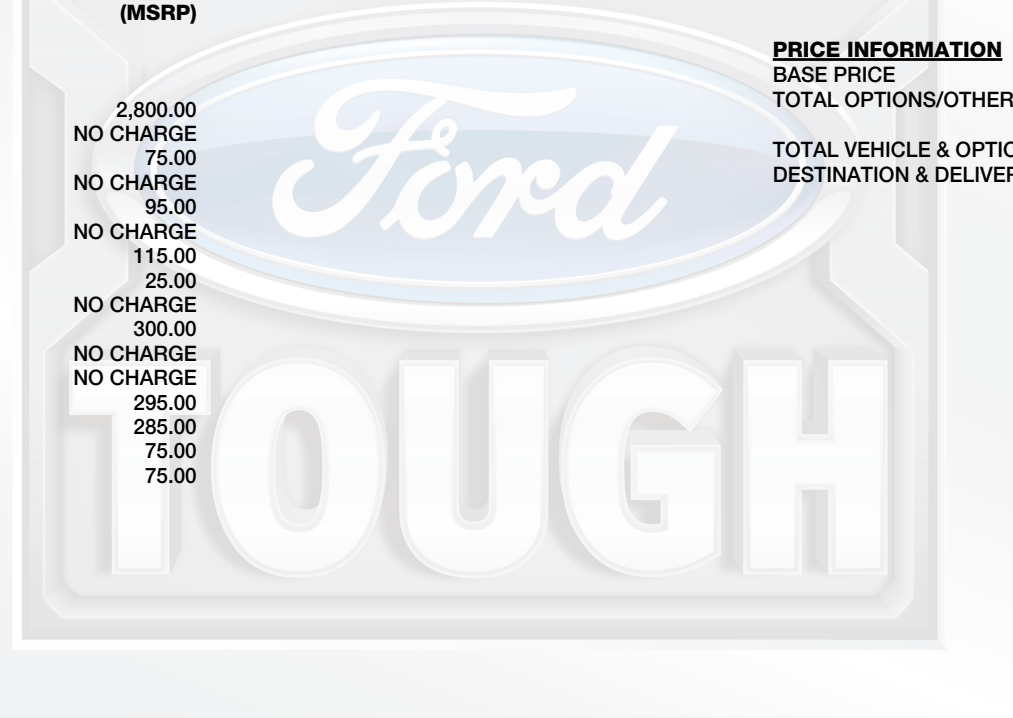 (MSRP)
2,800.00
NO CHARGE
75.00
NO CHARGE
95.00
NO CHARGE
115.00
25.00
NO CHARGE
300.00
NO CHARGE
NO CHARGE
295.00
285.00
75.00
75.00
PRICE INFORMATION
BASE PRICE
TOTAL OPTIONS/OTHER
TOTAL VEHICLE & OPTIO
DESTINATION & DELIVER
Ford
TOUGH